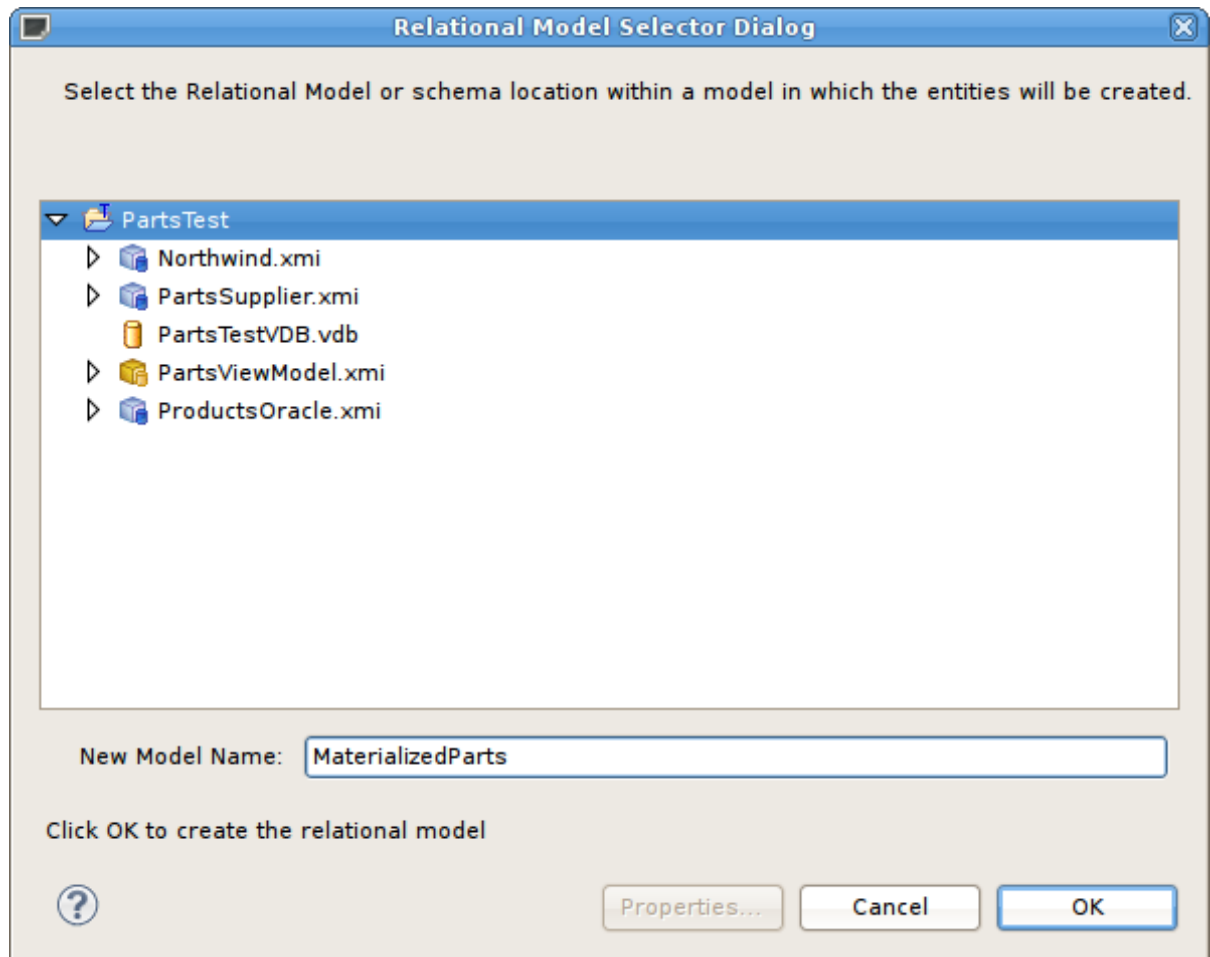 Relational Model Selector Dialog
Select the Relational Model or schema location within a model in which the entities will be created.
PartsTest
Northwind.xmi
PartsSupplier.xmi
PartsTestVDB.vdb
PartsViewModel.xmi
ProductsOracle.xmi
New Model Name: MaterializedParts
Click OK to create the relational model
? Properties... Cancel OK